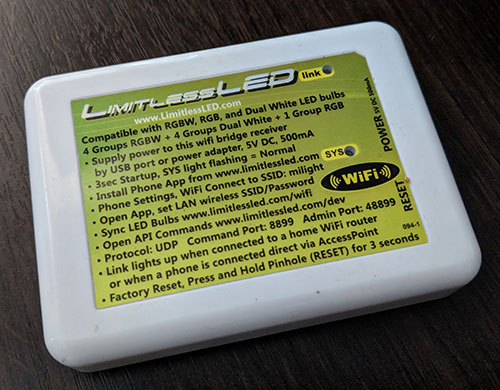 LIMITLESSLED link
www.LimitlessLED.com
Compatible with RGBW, RGB, and Dual White LED bulbs
4 Groups RGBW + 4 Groups Dual White + 1 Group RGB
• Supply power to this wifi bridge receiver
by USB port or power adapter, 5V DC, 500mA
• 3sec Startup, SYS light flashing = Normal
• Install Phone App from www.limitlessled.com
• Phone Settings, WiFi Connect to SSID: milight
• Open App, set LAN wireless SSID/Password
• Sync LED Bulbs www.limitlessled.com/wifi
• Open API Commands www.limitlessled.com/dev
• Protocol: UDP Command Port: 8899 Admin Port: 48899
• Link lights up when connected to a home WiFi router
or when a phone is connected direct via AccessPoint
• Factory Reset, Press and Hold Pinhole (RESET) for 3 seconds
POWER 5V DC 500mA
SYS
WiFi
RESET
094-1